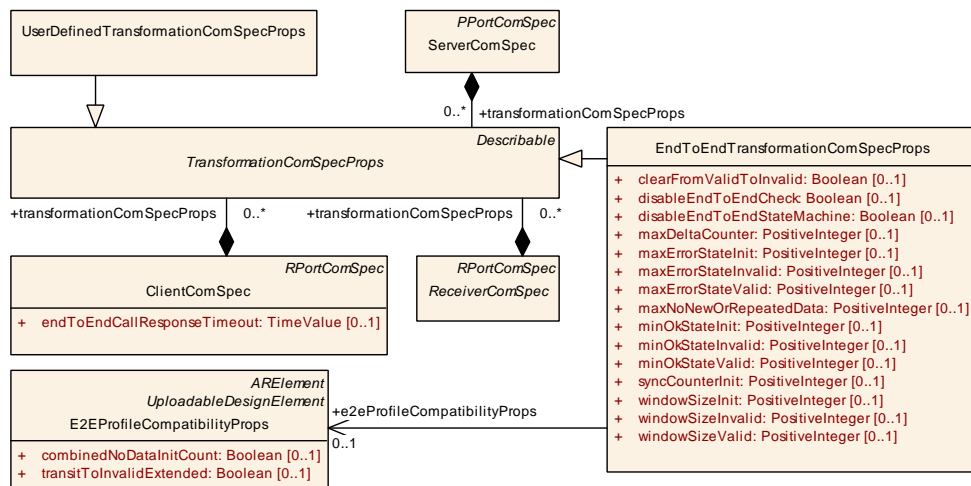 UserDefinedTransformationComSpecProps
PPortComSpec
ServerComSpec
0..*
+transformationComSpecProps
Describable
TransformationComSpecProps
+transformationComSpecProps
0..*
+transformationComSpecProps
0..*
RPortComSpec
ClientComSpec
+ endToEndCallResponseTimeout: TimeValue [0..1]
RPortComSpec
ReceiverComSpec
EndToEndTransformationComSpecProps
+ clearFromValidToInvalid: Boolean [0..1]
+ disableEndToEndCheck: Boolean [0..1]
+ disableEndToEndStateMachine: Boolean [0..1]
+ maxDeltaCounter: PositiveInteger [0..1]
+ maxErrorStateInit: PositiveInteger [0..1]
+ maxErrorStateInvalid: PositiveInteger [0..1]
+ maxErrorStateValid: PositiveInteger [0..1]
+ maxNoNewOrRepeatedData: PositiveInteger [0..1]
+ minOkStateInit: PositiveInteger [0..1]
+ minOkStateInvalid: PositiveInteger [0..1]
+ minOkStateValid: PositiveInteger [0..1]
+ syncCounterInit: PositiveInteger [0..1]
+ windowSizeInit: PositiveInteger [0..1]
+ windowSizeInvalid: PositiveInteger [0..1]
+ windowSizeValid: PositiveInteger [0..1]
ARElement
UploadableDesignElement
E2EProfileCompatibilityProps
+ combinedNoDataInitCount: Boolean [0..1]
+ transitToInvalidExtended: Boolean [0..1]
+e2eProfileCompatibilityProps
0..1